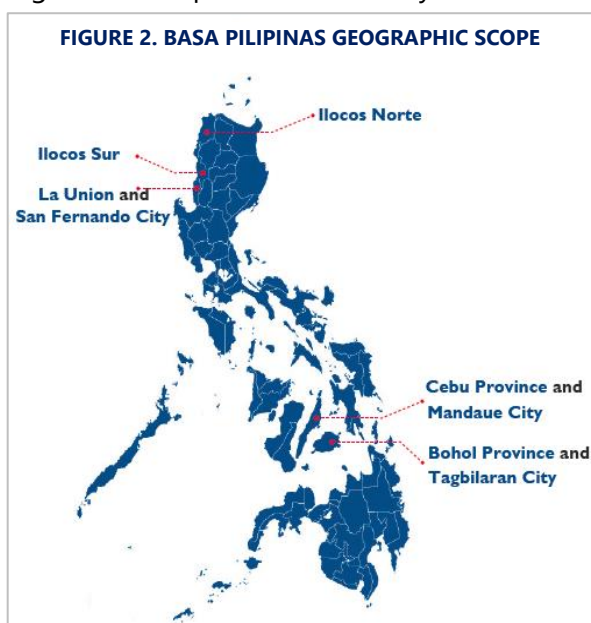 FIGURE 2. BASA PILIPINAS GEOGRAPHIC SCOPE
Ilocos Norte
Ilocos Sur
La Union and
San Fernando City
Cebu Province and
Mandaue City
Bohol Province and
Tagbilaran City